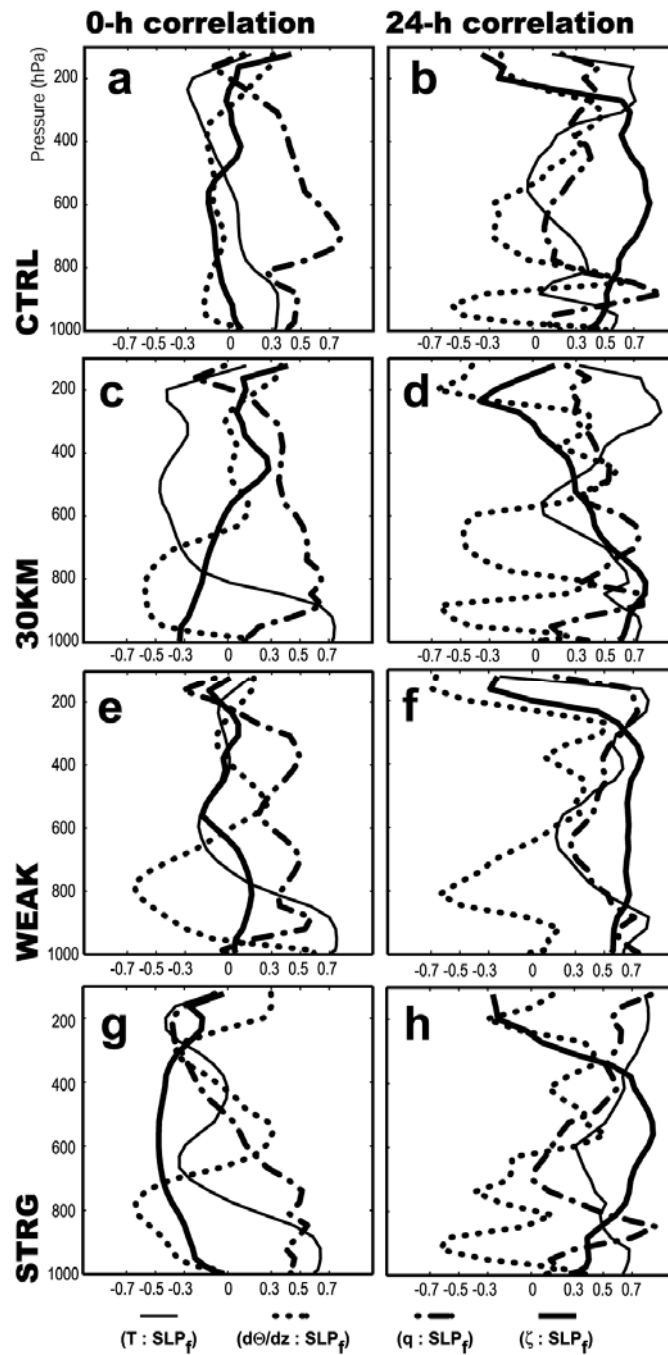 0-h correlation 24-h correlation
Pressure (hPa)
CTRL
a b
200
400
600
800
1000
-0.7 -0.5 -0.3 0 0.3 0.5 0.7 -0.7 -0.5 -0.3 0 0.3 0.5 0.7
30KM
c d
200
400
600
800
1000
-0.7 -0.5 -0.3 0 0.3 0.5 0.7 -0.7 -0.5 -0.3 0 0.3 0.5 0.7
WEAK
e f
200
400
600
800
1000
-0.7 -0.5 -0.3 0 0.3 0.5 0.7 -0.7 -0.5 -0.3 0 0.3 0.5 0.7
STRG
g h
200
400
600
800
1000
-0.7 -0.5 -0.3 0 0.3 0.5 0.7 -0.7 -0.5 -0.3 0 0.3 0.5 0.7
(T : SLPf) (dΘ/dz : SLPf) (q : SLPf) (ζ : SLPf)